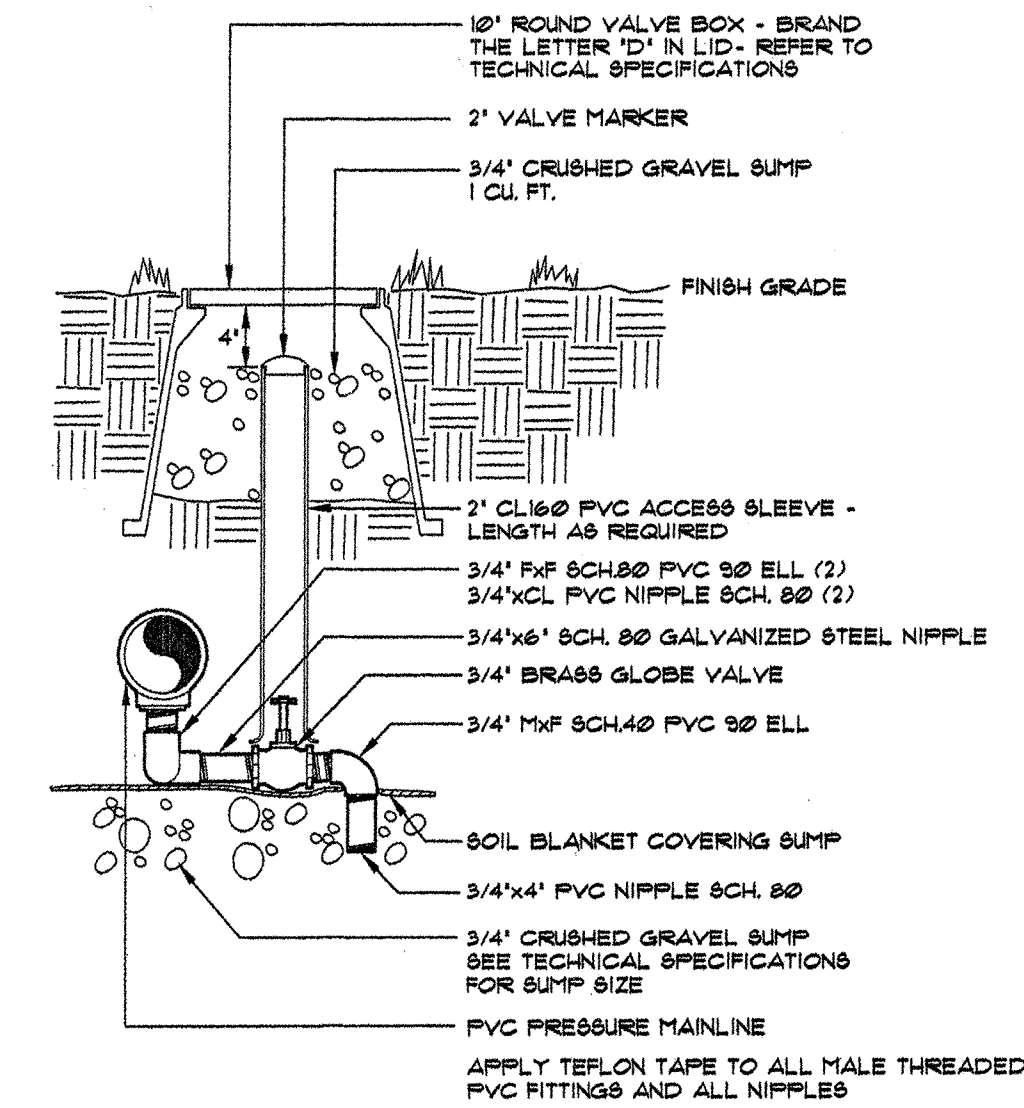 10" ROUND VALVE BOX - BRAND
THE LETTER "D" IN LID- REFER TO
TECHNICAL SPECIFICATIONS
2" VALVE MARKER
3/4" CRUSHED GRAVEL SUMP
1 CU. FT.
FINISH GRADE
4"
2" CL160 PVC ACCESS SLEEVE -
LENGTH AS REQUIRED
3/4" FxF SCH.80 PVC 90 ELL (2)
3/4"xCL PVC NIPPLE SCH. 80 (2)
3/4"x6" SCH. 80 GALVANIZED STEEL NIPPLE
3/4" BRASS GLOBE VALVE
3/4" MxF SCH.40 PVC 90 ELL
SOIL BLANKET COVERING SUMP
3/4"x4" PVC NIPPLE SCH. 80
3/4" CRUSHED GRAVEL SUMP
SEE TECHNICAL SPECIFICATIONS
FOR SUMP SIZE
PVC PRESSURE MAINLINE
APPLY TEFLON TAPE TO ALL MALE THREADED
PVC FITTINGS AND ALL NIPPLES